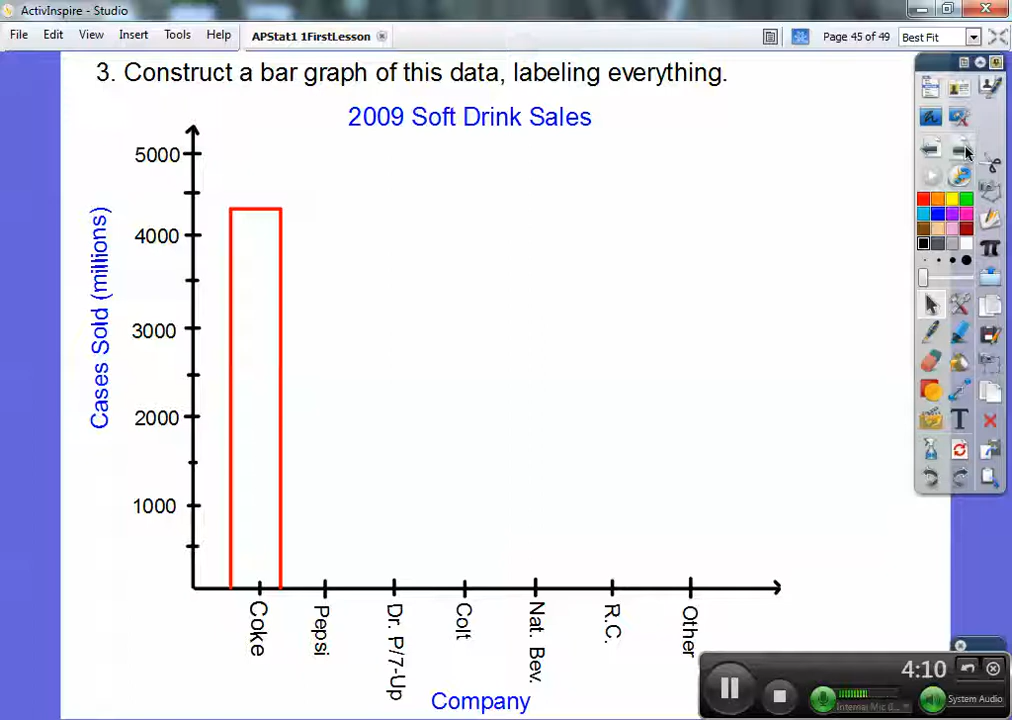 ActivInspire - Studio
File Edit View Insert Tools Help APStat1 1FirstLesson Page 45 of 49 Best Fit
3. Construct a bar graph of this data, labeling everything.
2009 Soft Drink Sales
5000
4000
3000
2000
1000
Cases Sold (millions)
Coke
Pepsi
Dr. P/7-Up
Colt
Nat. Bev.
R.C.
Other
Company
4:10
System Audio